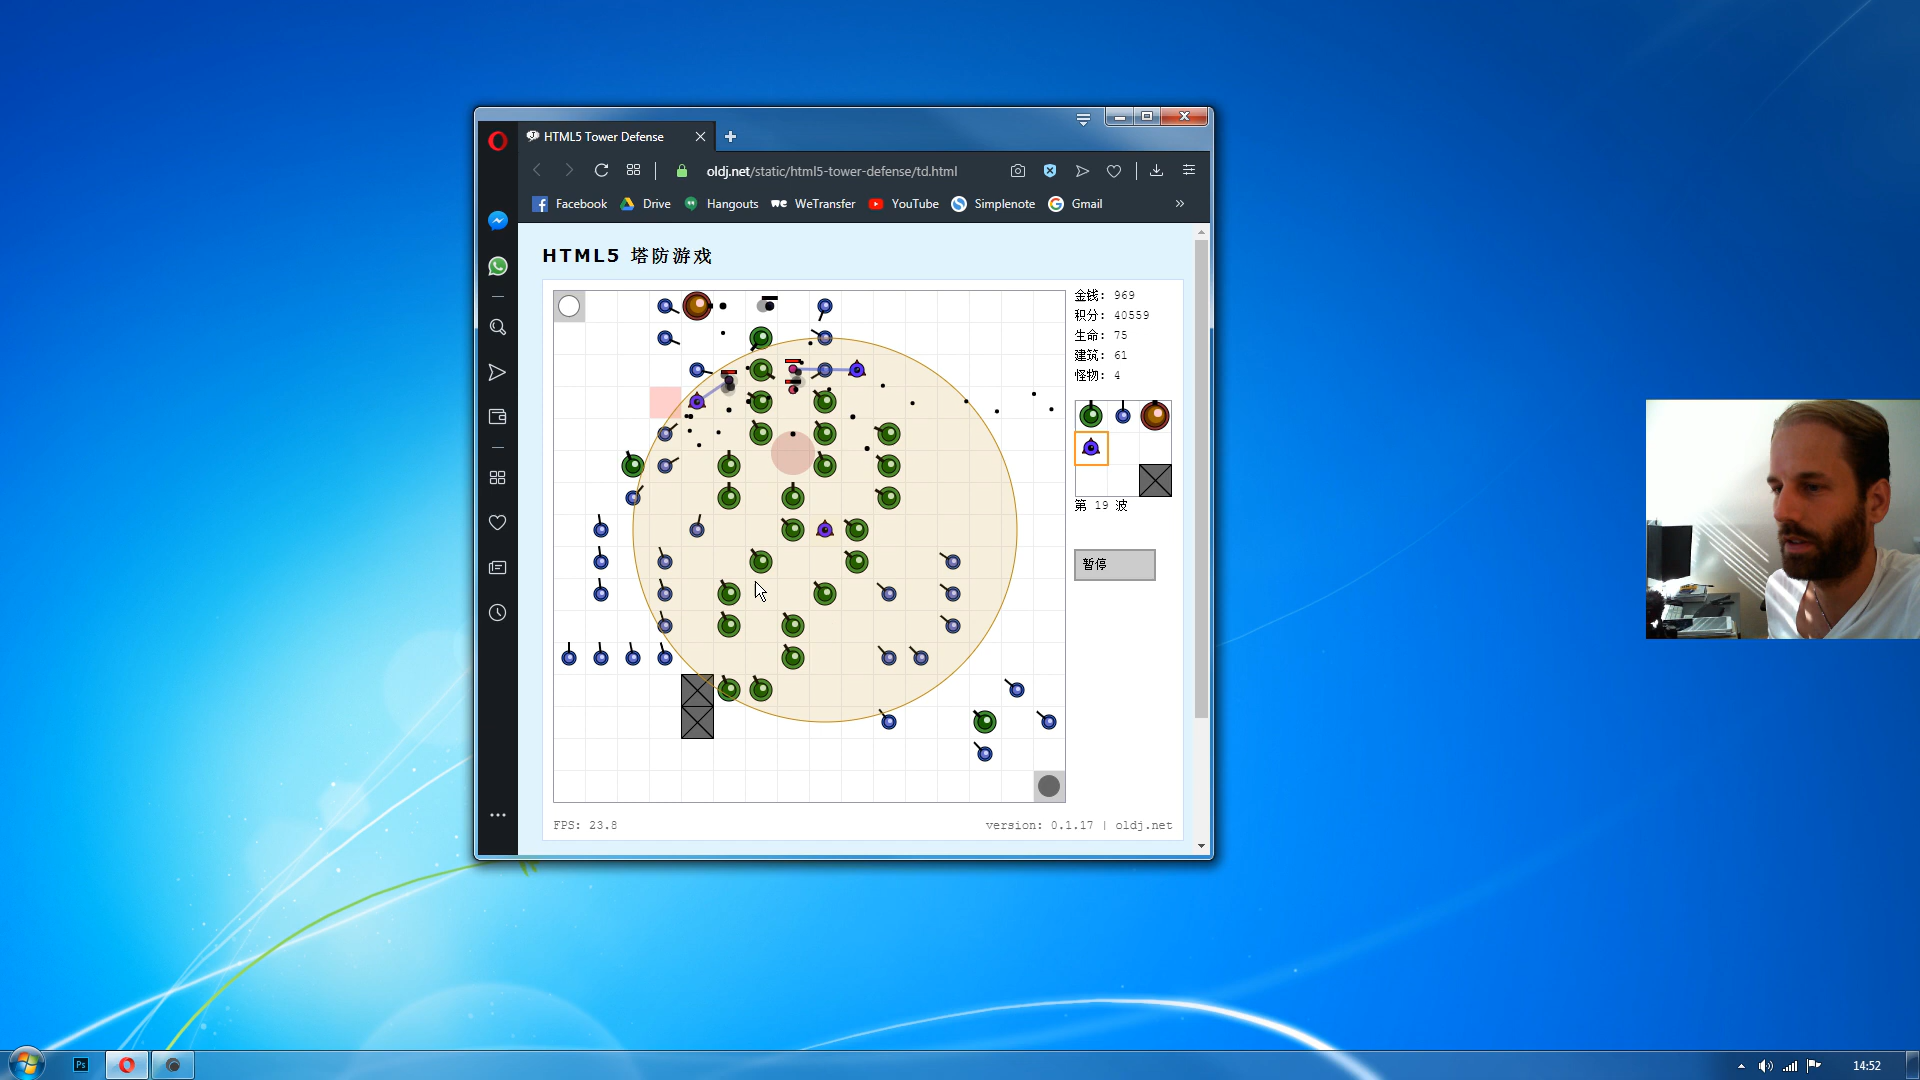 HTML5 Tower Defense
oldj.net/static/html5-tower-defense/td.html
Facebook Drive Hangouts WeTransfer YouTube Simplenote Gmail
HTML5 塔防游戏
金钱: 969
积分: 40559
生命: 75
建筑: 61
怪物: 4
第 19 波
暂停
FPS: 23.8
version: 0.1.17 | oldj.net
Ps
14:52